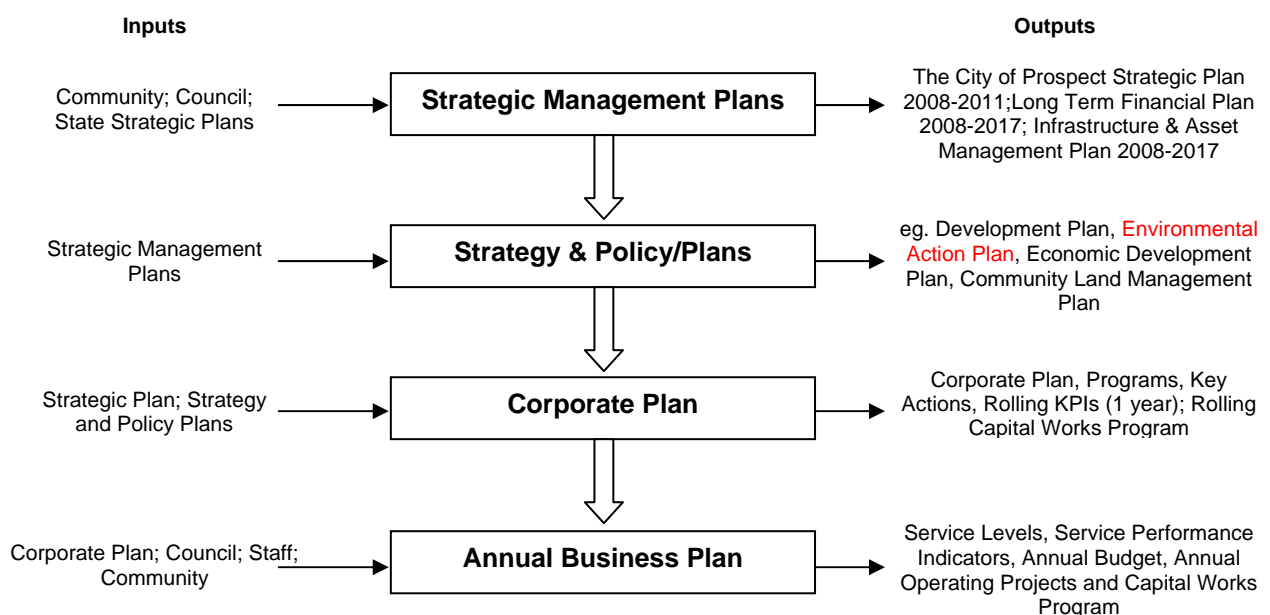 Inputs
Outputs
Community; Council;
State Strategic Plans
Strategic Management Plans
The City of Prospect Strategic Plan
2008-2011;Long Term Financial Plan
2008-2017; Infrastructure & Asset
Management Plan 2008-2017
Strategic Management
Plans
Strategy & Policy/Plans
eg. Development Plan, Environmental
Action Plan, Economic Development
Plan, Community Land Management
Plan
Strategic Plan; Strategy
and Policy Plans
Corporate Plan
Corporate Plan, Programs, Key
Actions, Rolling KPIs (1 year); Rolling
Capital Works Program
Corporate Plan; Council; Staff;
Community
Annual Business Plan
Service Levels, Service Performance
Indicators, Annual Budget, Annual
Operating Projects and Capital Works
Program